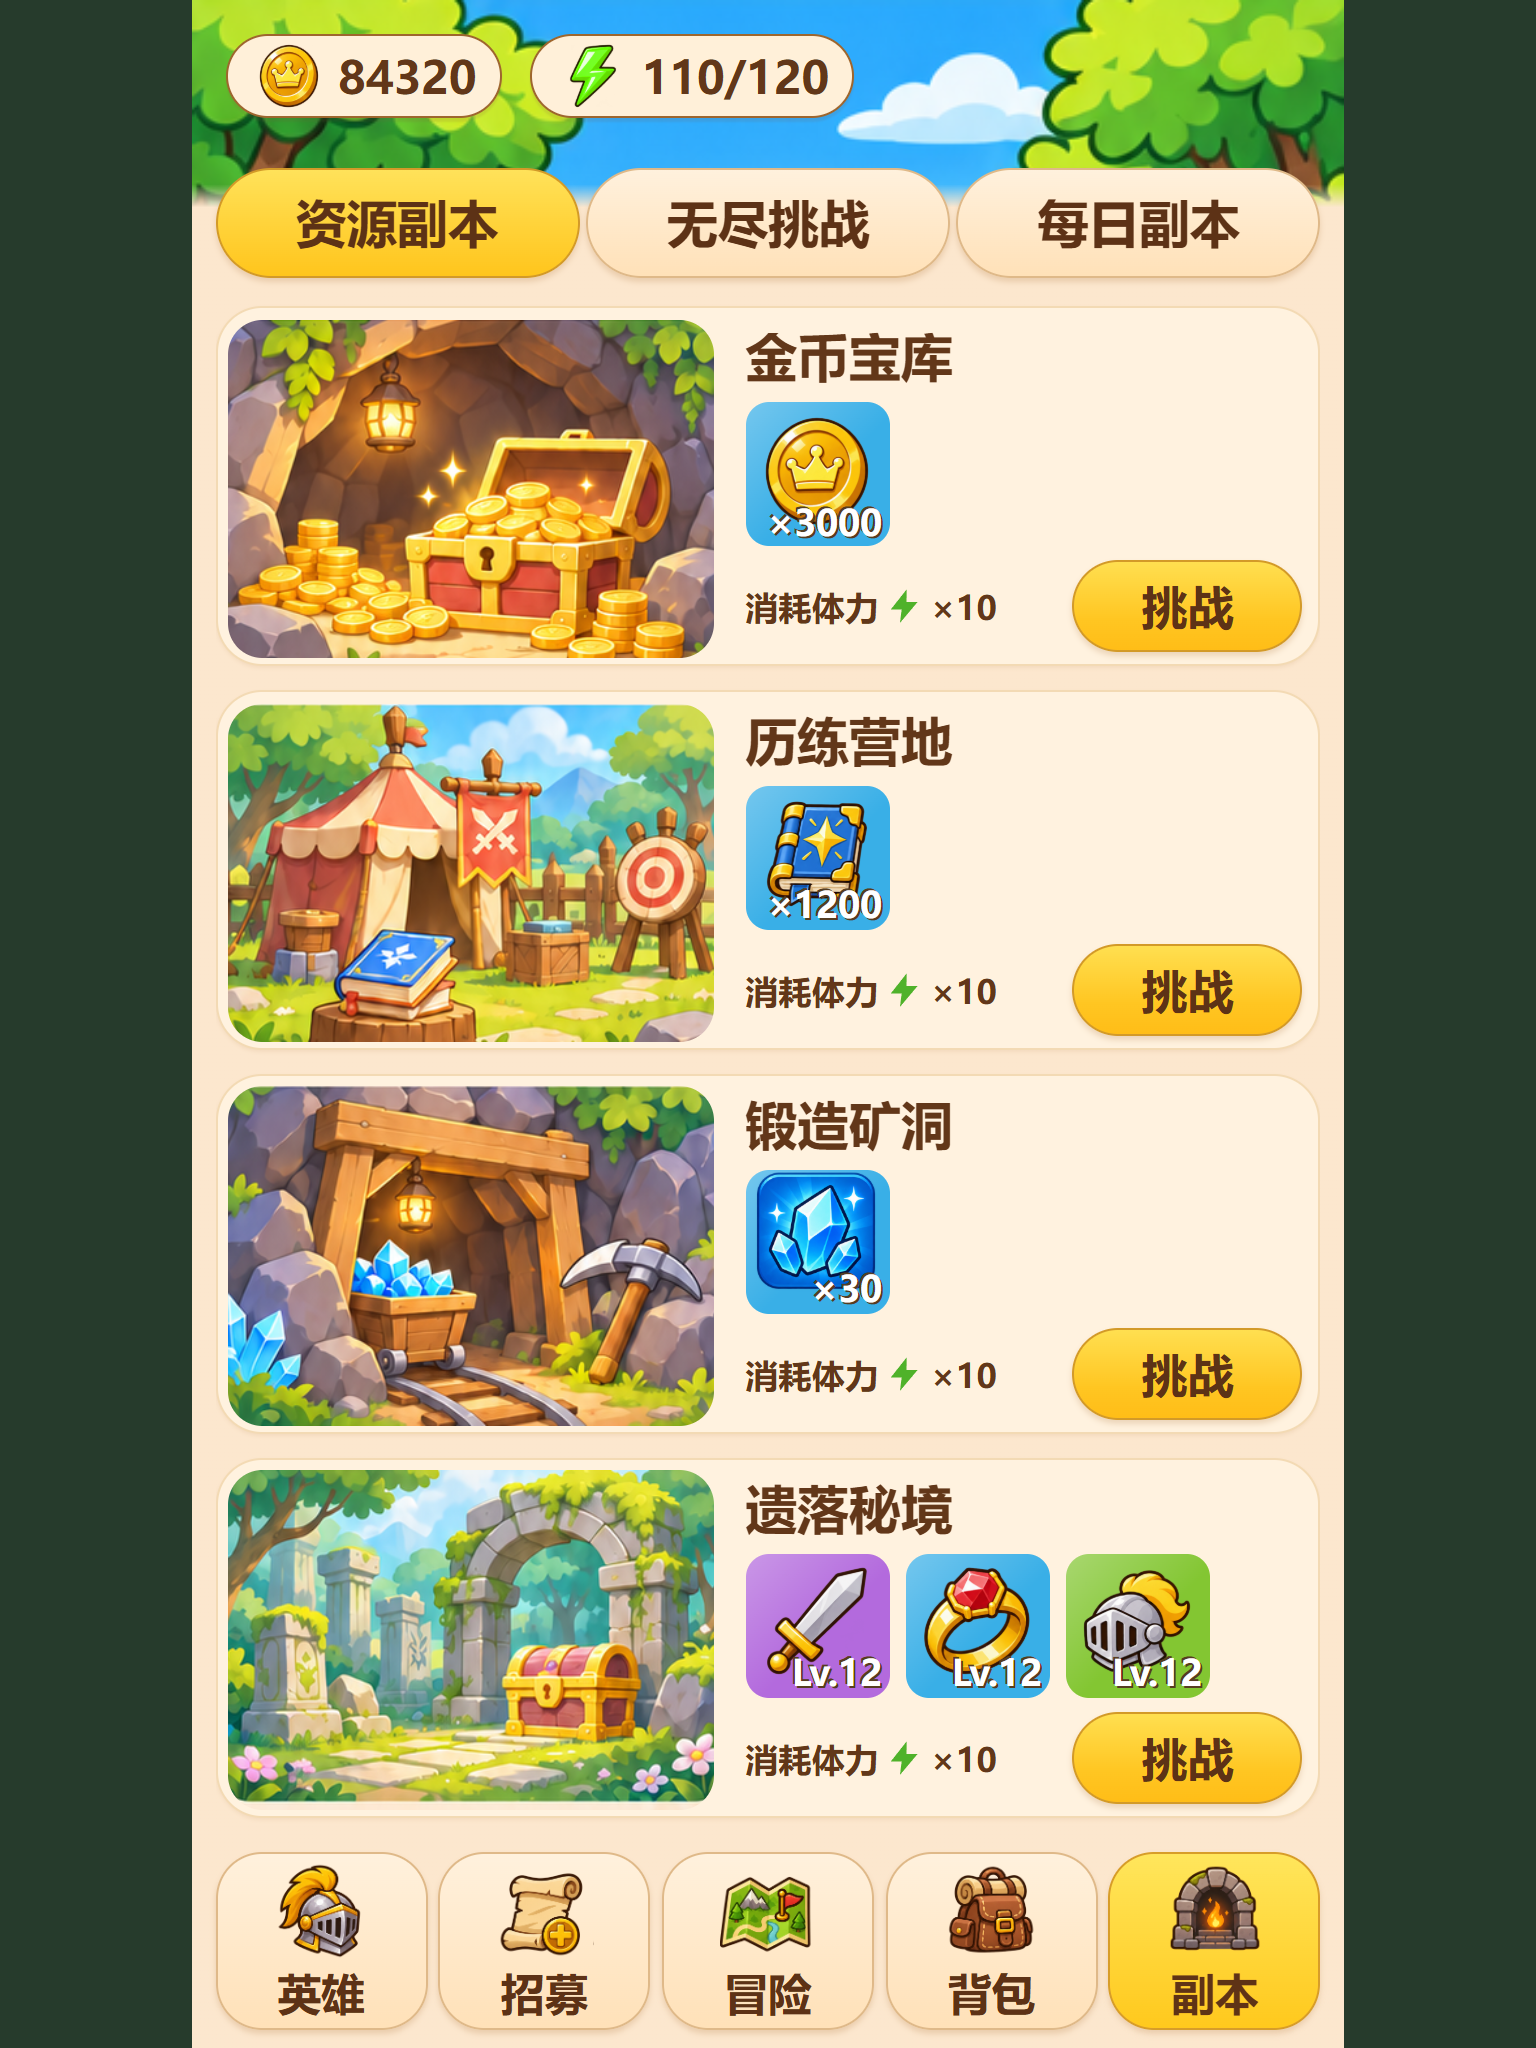 84320 110/120
资源副本 无尽挑战 每日副本
金币宝库
×3000
消耗体力 ×10 挑战
历练营地
×1200
消耗体力 ×10 挑战
锻造矿洞
×30
消耗体力 ×10 挑战
遗落秘境
Lv.12 Lv.12 Lv.12
消耗体力 ×10 挑战
英雄 招募 冒险 背包 副本